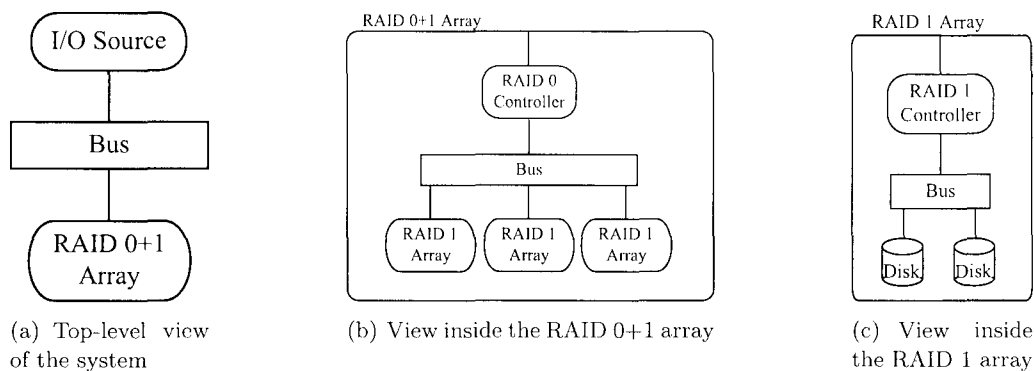 I/O Source
Bus
RAID 0+1
Array
(a) Top-level view
of the system
RAID 0+1 Array
RAID 0
Controller
Bus
RAID 1
Array
RAID 1
Array
RAID 1
Array
(b) View inside the RAID 0+1 array
RAID 1 Array
RAID 1
Controller
Bus
Disk
Disk
(c) View inside
the RAID 1 array